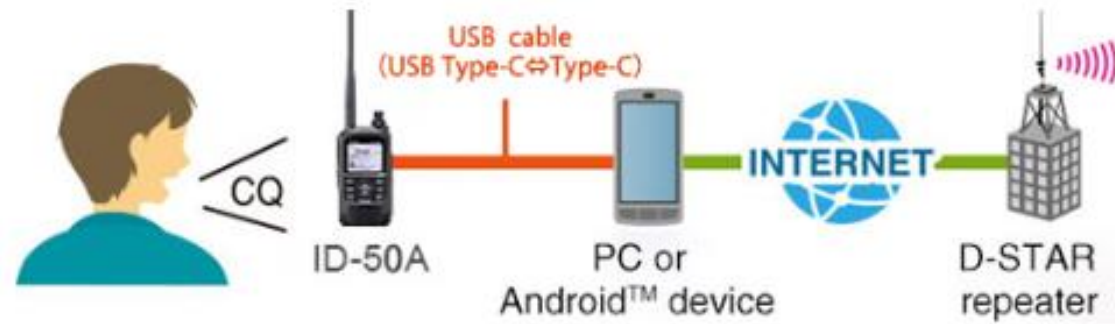 USB cable
(USB Type-C⇔Type-C)
CQ
INTERNET
ID-50A
PC or
Android™ device
D-STAR
repeater